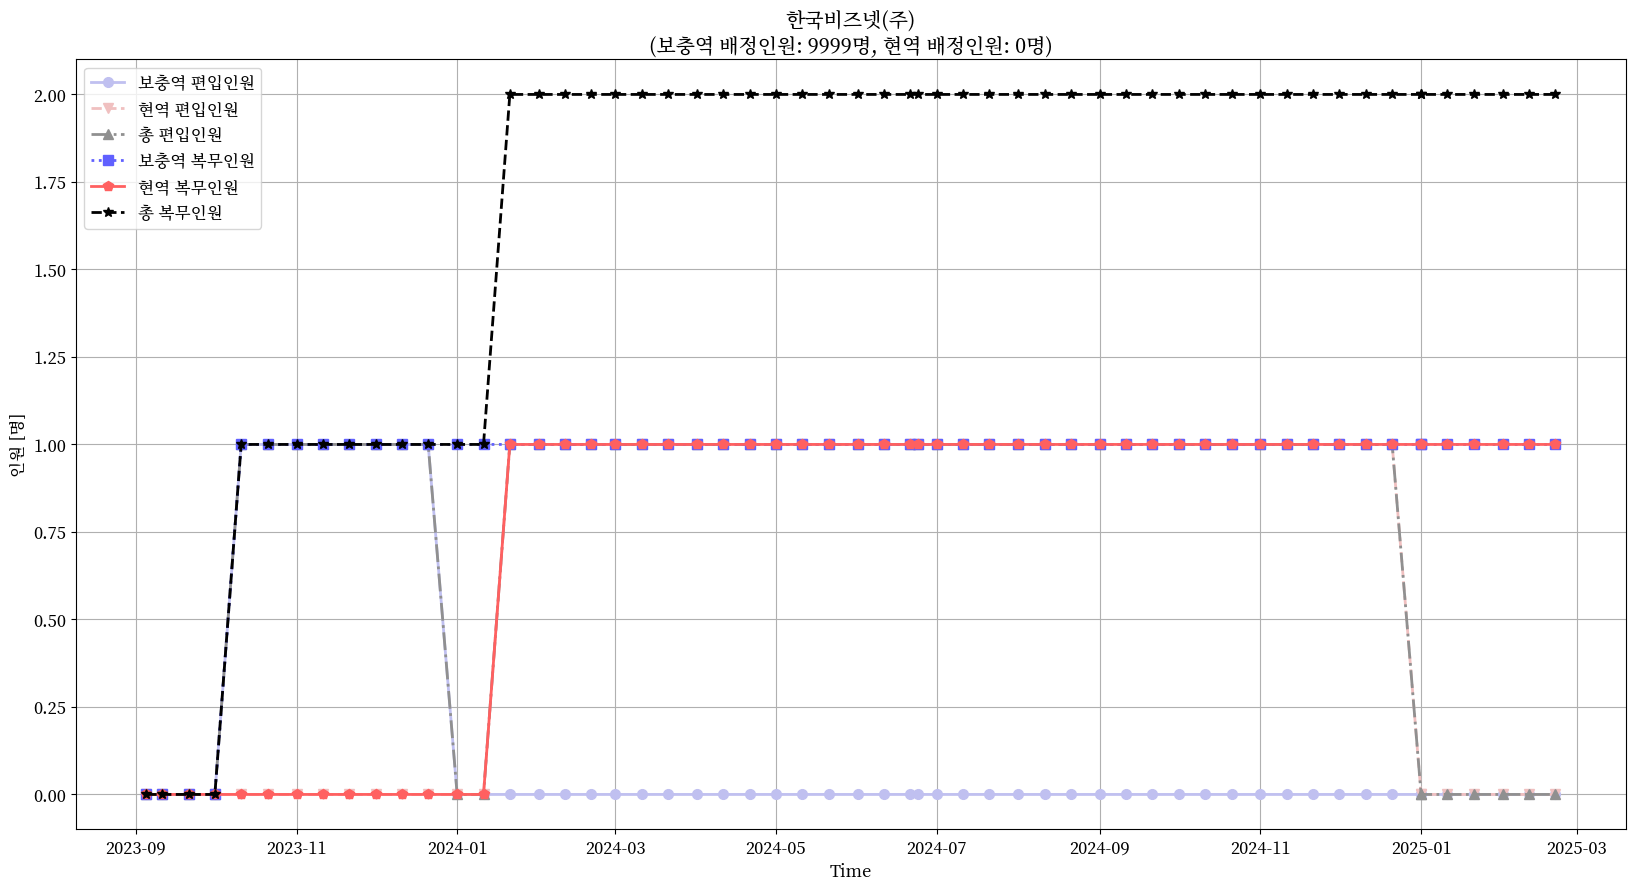 한국비즈넷(주)
(보충역 배정인원: 9999명, 현역 배정인원: 0명)
보충역 편입인원
현역 편입인원
총 편입인원
보충역 복무인원
현역 복무인원
총 복무인원
2.00
1.75
1.50
1.25
1.00
0.75
0.50
0.25
0.00
인원 [명]
2023-09 2023-11 2024-01 2024-03 2024-05 2024-07 2024-09 2024-11 2025-01 2025-03
Time